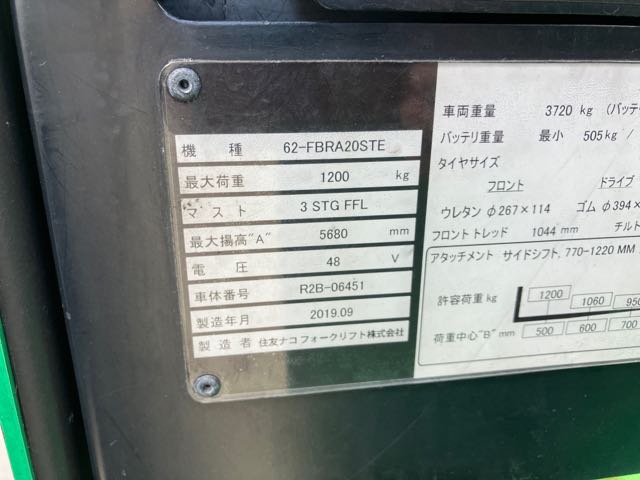 機種 62-FBRA20STE
最大荷重 1200 kg
マスト 3 STG FFL
最大揚高"A" 5680 mm
電圧 48 V
車体番号 R2B-06451
製造年月 2019.09
製造者 住友ナコフォークリフト株式会社
車両重量 3720 kg (バッテ
バッテリ重量 最小 505kg /
タイヤサイズ
フロント ドライブ
ウレタン φ267×114 ゴム φ394×
フロントトレッド 1044 mm チルト
アタッチメント サイドシフト, 770-1220 MM
許容荷重 kg 1200 1060 950
荷重中心"B" mm 500 600 700